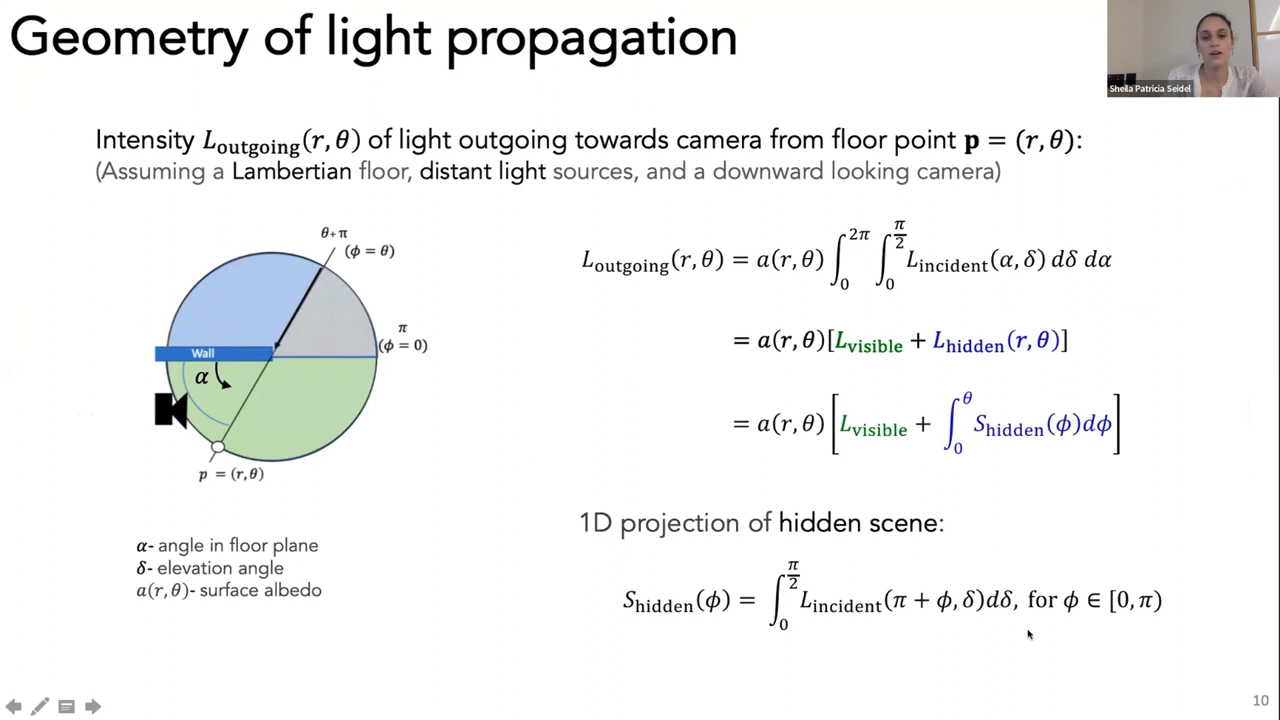 Geometry of light propagation
Sheila Patricia Seidel
Intensity L_outgoing(r, θ) of light outgoing towards camera from floor point p = (r, θ):
(Assuming a Lambertian floor, distant light sources, and a downward looking camera)
θ+π
(ϕ = θ)
π
(ϕ = 0)
Wall
α
p = (r, θ)
α- angle in floor plane
δ- elevation angle
a(r, θ)- surface albedo
L_outgoing(r, θ) = a(r, θ) ∫_0^{2π} ∫_0^{π/2} L_incident(α, δ) dδ dα
= a(r, θ)[L_visible + L_hidden(r, θ)]
= a(r, θ) [L_visible + ∫_0^θ S_hidden(ϕ)dϕ]
1D projection of hidden scene:
S_hidden(ϕ) = ∫_0^{π/2} L_incident(π + ϕ, δ)dδ, for ϕ ∈ [0, π)
10